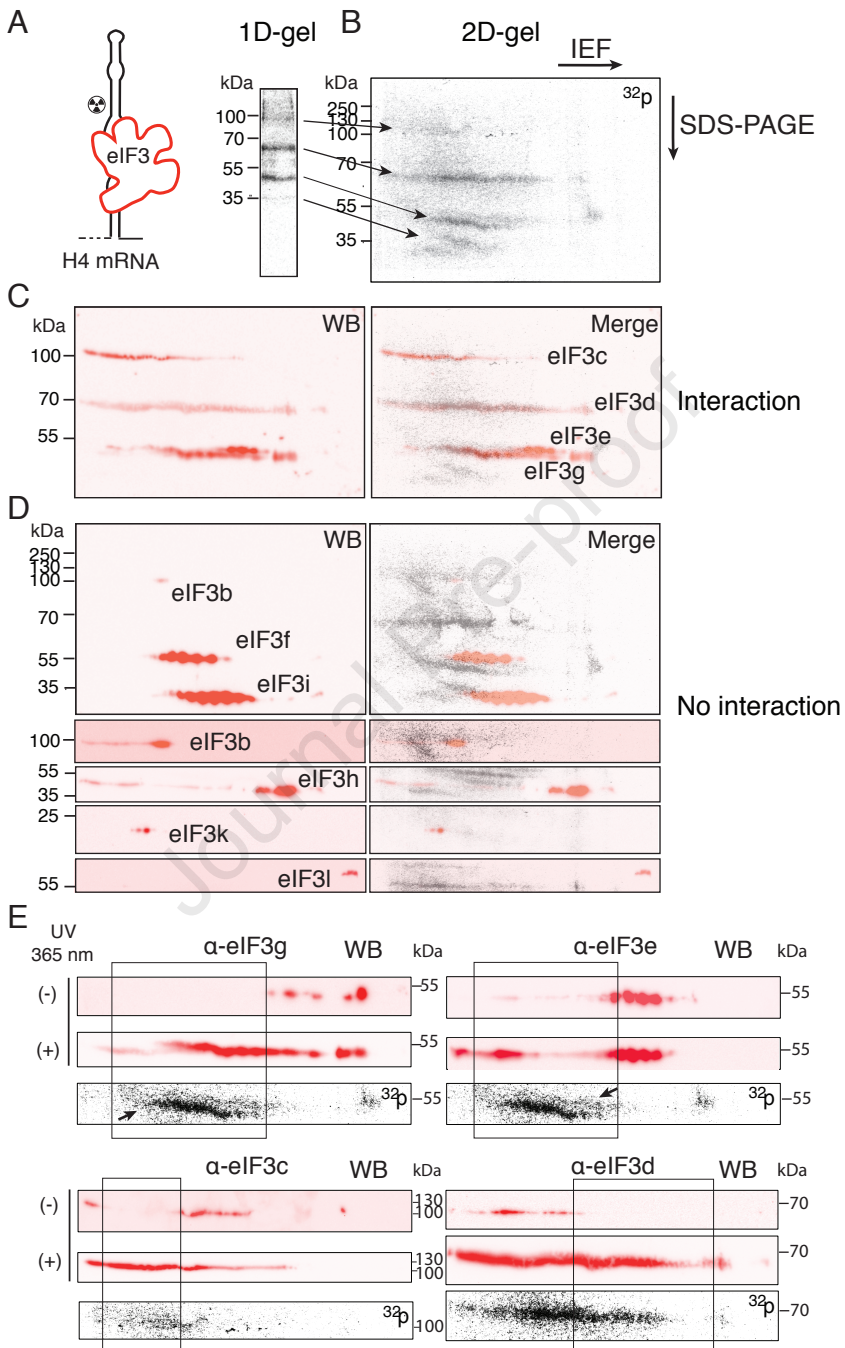 A
1D-gel
kDa
100
70
55
35
eIF3
H4 mRNA
B
2D-gel
IEF
32p
SDS-PAGE
250
130
100
70
55
35
kDa
C
kDa
WB
Merge
100
70
55
eIF3c
eIF3d
eIF3e
eIF3g
Interaction
D
kDa
WB
Merge
250
130
100
70
55
35
eIF3b
eIF3f
eIF3i
No interaction
100
eIF3b
55
35
eIF3h
25
eIF3k
55
eIF3l
E
UV
365 nm
α-eIF3g
WB
kDa
α-eIF3e
WB
(-)
55
55
(+)
55
55
32p
55
32p
55
α-eIF3c
WB
kDa
α-eIF3d
WB
(-)
130
100
70
(+)
130
100
70
32p
100
32p
70
Journal Pre-proof